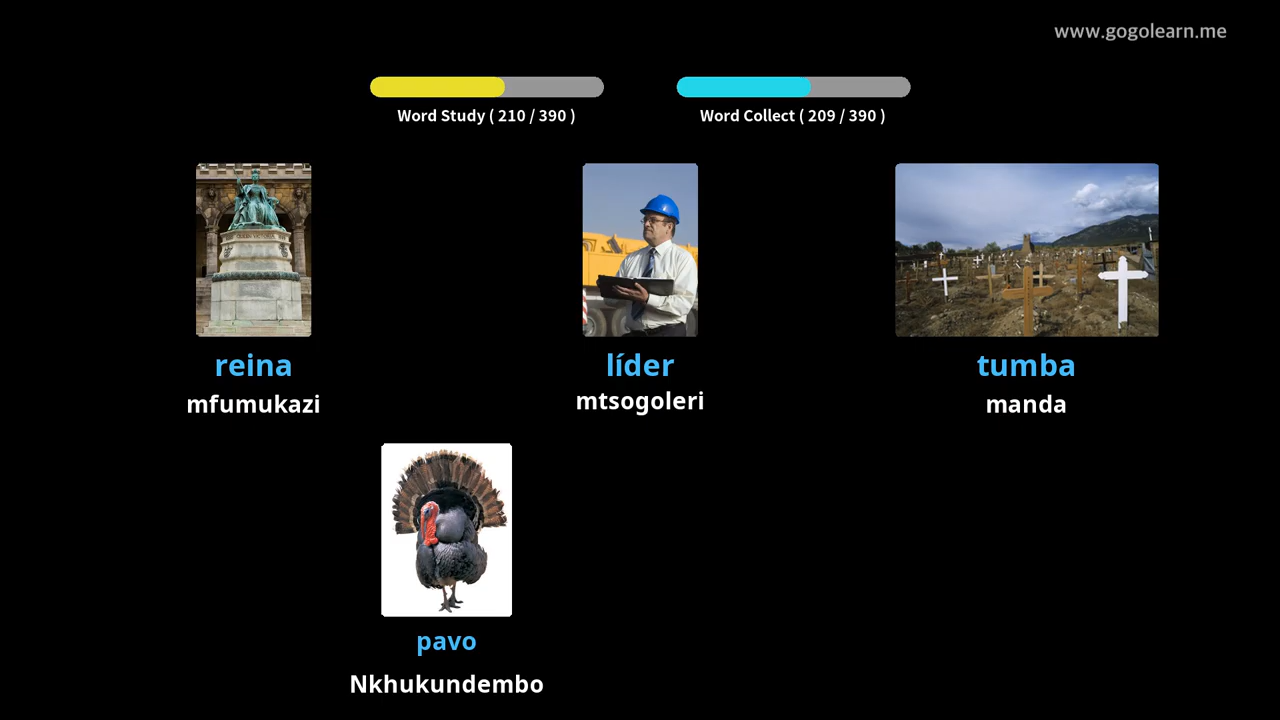 www.gogolearn.me
Word Study ( 210 / 390 )
Word Collect ( 209 / 390 )
reina
mfumukazi
líder
mtsogoleri
tumba
manda
pavo
Nkhukundembo